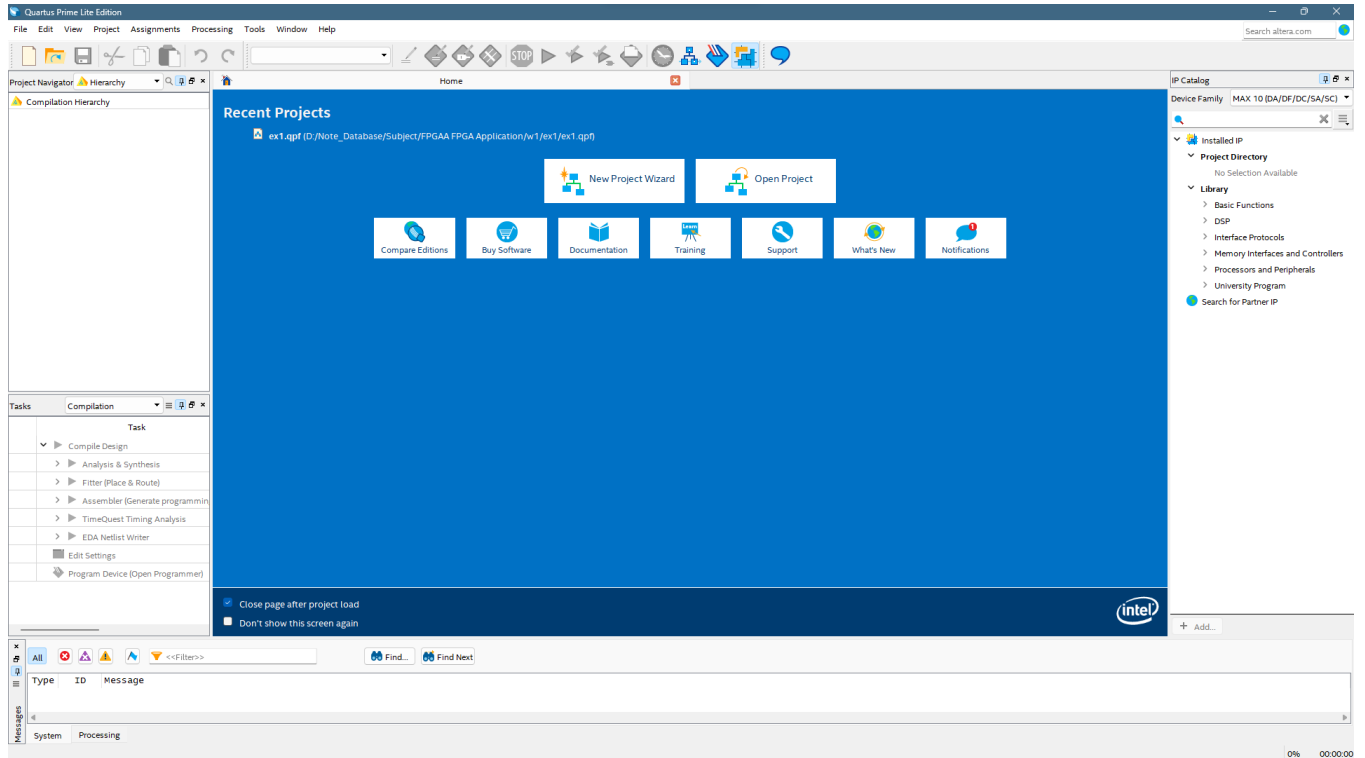 Quartus Prime Lite Edition
File Edit View Project Assignments Processing Tools Window Help
Search altera.com
STOP
Project Navigator Hierarchy
Compilation Hierarchy
Home
Recent Projects
ex1.qpf (D:/Note_Database/Subject/FPGAA FPGA Application/w1/ex1/ex1.qpf)
New Project Wizard
Open Project
Compare Editions
Buy Software
Documentation
Learn
Training
Support
What's New
1
Notifications
Close page after project load
Don't show this screen again
intel
IP Catalog
Device Family MAX 10 (DA/DF/DC/SA/SC)
Installed IP
Project Directory
No Selection Available
Library
Basic Functions
DSP
Interface Protocols
Memory Interfaces and Controllers
Processors and Peripherals
University Program
Search for Partner IP
+ Add...
Tasks Compilation
Task
Compile Design
Analysis & Synthesis
Fitter (Place & Route)
Assembler (Generate programmin
TimeQuest Timing Analysis
EDA Netlist Writer
Edit Settings
Program Device (Open Programmer)
All
<<Filter>>
Find...
Find Next
Type ID Message
Messages
System Processing
0% 00:00:00